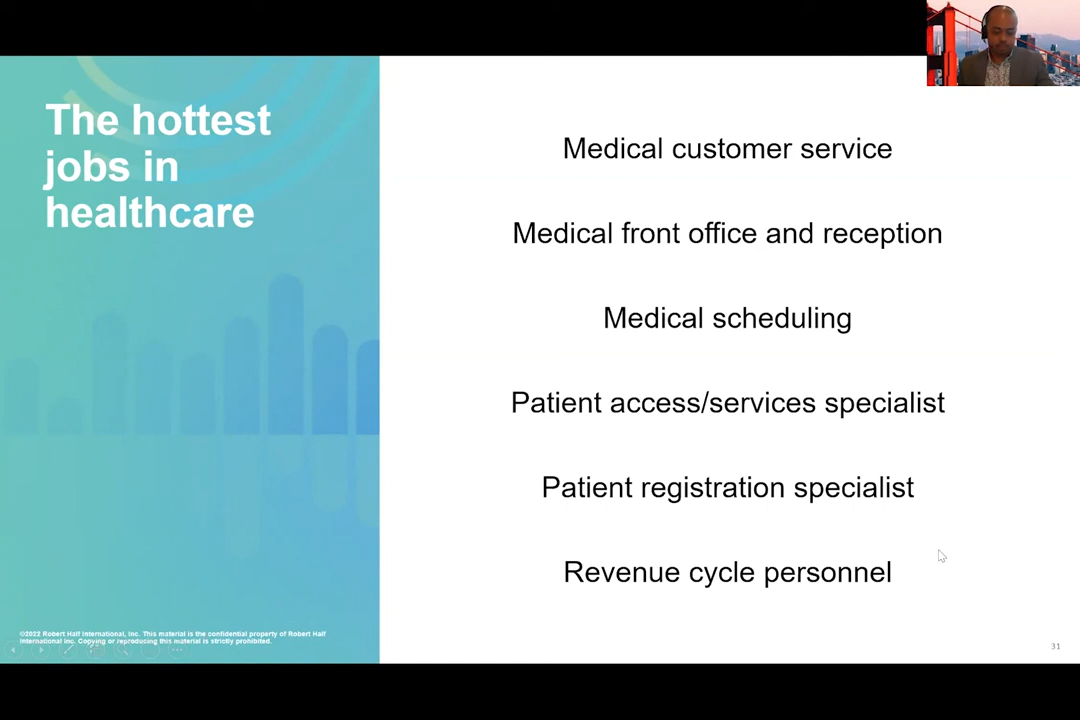 The hottest
jobs in
healthcare
Medical customer service
Medical front office and reception
Medical scheduling
Patient access/services specialist
Patient registration specialist
Revenue cycle personnel
©2022 Robert Half International, Inc. This material is the confidential property of Robert Half
International Inc. Copying or reproducing this material is strictly prohibited.
31